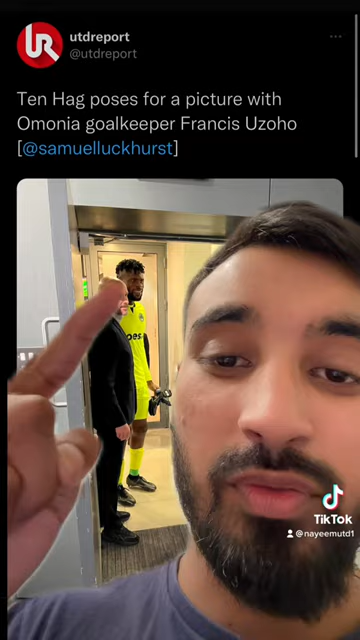 utdreport
@utdreport
Ten Hag poses for a picture with
Omonia goalkeeper Francis Uzoho
[@samuelluckhurst]
TikTok
@nayeemutd1